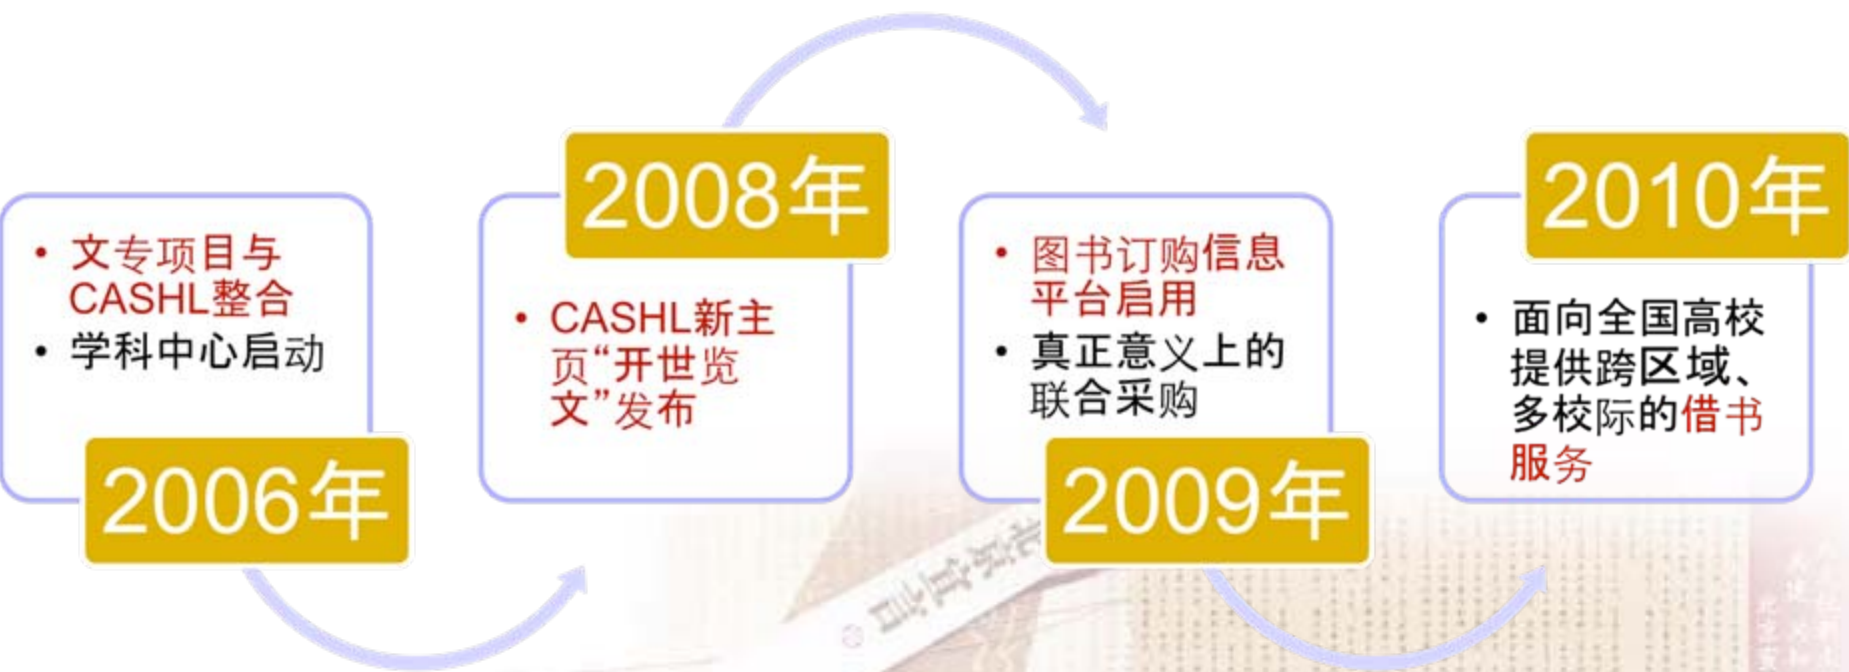 文专项目与
CASHL整合
学科中心启动
2006年
2008年
CASHL新主
页“开世览
文”发布
图书订购信息
平台启用
真正意义上的
联合采购
2009年
2010年
面向全国高校
提供跨区域、
多校际的借书
服务